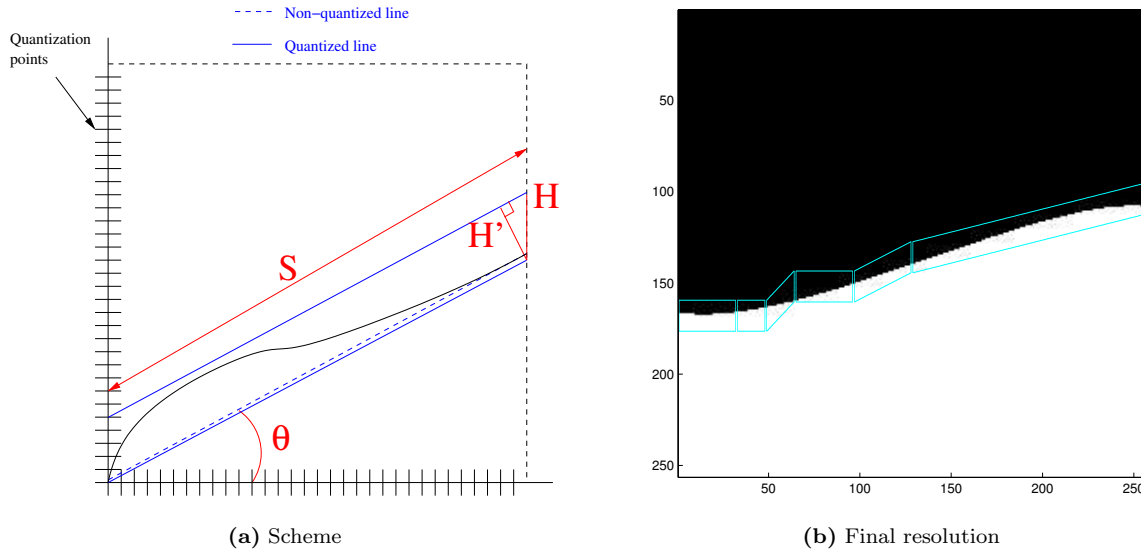 Non-quantized line
Quantized line
Quantization
points
S
H
H'
θ
(a) Scheme
50
100
150
200
250
50
100
150
200
250
(b) Final resolution